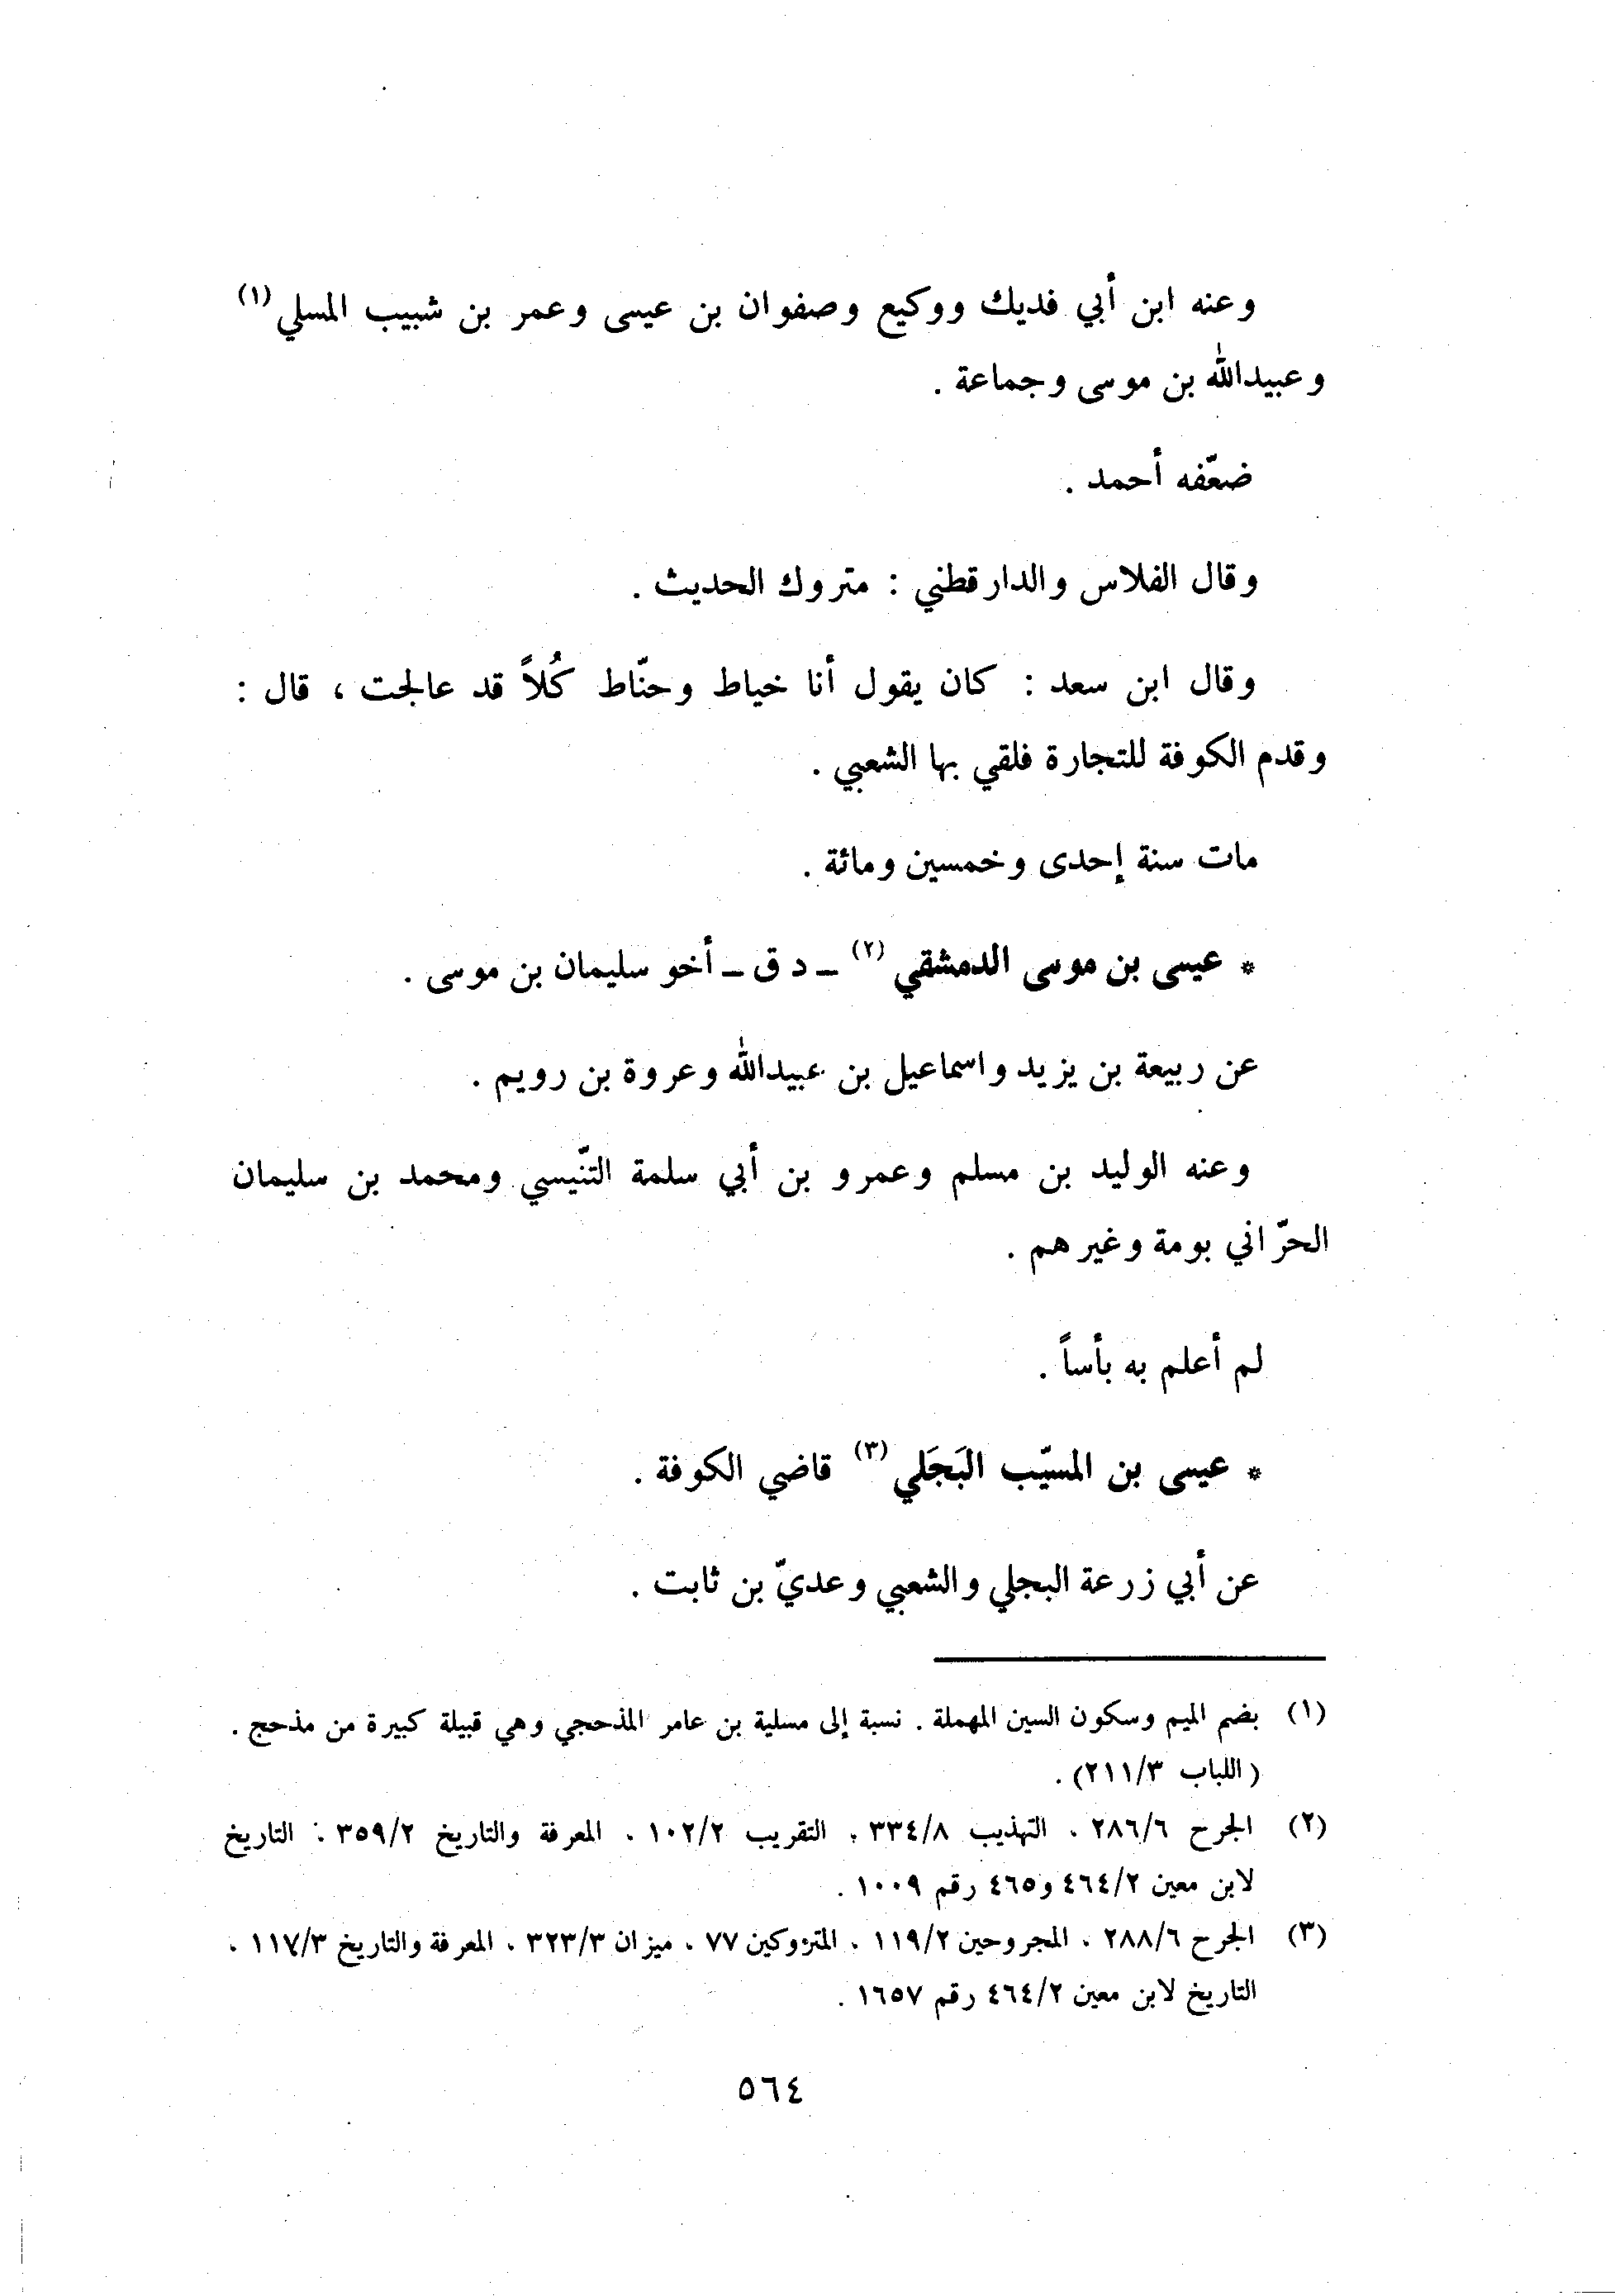 وعنه ابن أبي فديك ووكيع وصفوان بن عيسى وعمر بن شبيب المسلي (١)
وعبيدالله بن موسى وجماعة .
ضعّفه أحمد .
وقال الفلاس والدارقطني : متروك الحديث .
وقال ابن سعد : كان يقول أنا خياط وحنّاط كُلاً قد عالجت ، قال :
وقدم الكوفة للتجارة فلقي بها الشعبي .
مات سنة إحدى وخمسين ومائة .
* عيسى بن موسى الدمشقي (٢) ـ د ق ـ أخو سليمان بن موسى .
عن ربيعة بن يزيد واسماعيل بن عبيدالله وعروة بن رويم .
وعنه الوليد بن مسلم وعمرو بن أبي سلمة التنّيسي ومحمد بن سليمان
الحرّاني بومة وغيرهم .
لم أعلم به بأساً .
* عيسى بن المسيّب البَجَلي (٣) قاضي الكوفة .
عن أبي زرعة البجلي والشعبي وعديّ بن ثابت .
(١) بضم الميم وسكون السين المهملة . نسبة إلى مسلية بن عامر المذحجي وهي قبيلة كبيرة من مذحج .
(اللباب ٢١١/٣) .
(٢) الجرح ٢٨٦/٦ . التهذيب ٣٣٤/٨ . التقريب ١٠٢/٢ . المعرفة والتاريخ ٣٥٩/٢ . التاريخ
لابن معين ٤٦٤/٢ و٤٦٥ رقم ١٠٠٩ .
(٣) الجرح ٢٨٨/٦ . المجروحين ١١٩/٢ . المتروكين ٧٧ . ميزان ٣٢٣/٣ . المعرفة والتاريخ ١١٧/٣ .
التاريخ لابن معين ٤٦٤/٢ رقم ١٦٥٧ .
٥٦٤